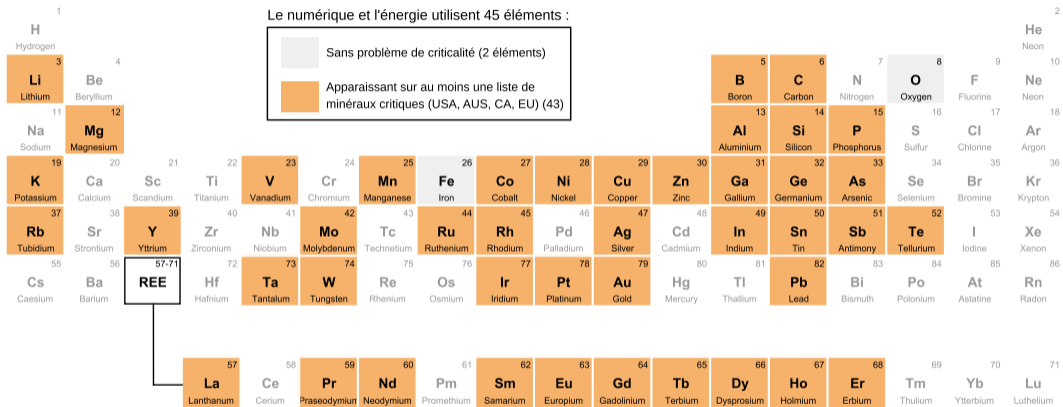 Le numérique et l'énergie utilisent 45 éléments :
Sans problème de criticalité (2 éléments)
Apparaissant sur au moins une liste de
minéraux critiques (USA, AUS, CA, EU) (43)
1
H
Hydrogen
2
He
Neon
3
Li
Lithium
4
Be
Beryllium
5
B
Boron
6
C
Carbon
7
N
Nitrogen
8
O
Oxygen
9
F
Fluorine
10
Ne
Neon
11
Na
Sodium
12
Mg
Magnesium
13
Al
Aluminium
14
Si
Silicon
15
P
Phosphorus
16
S
Sulfur
17
Cl
Chlorine
18
Ar
Argon
19
K
Potassium
20
Ca
Calcium
21
Sc
Scandium
22
Ti
Titanium
23
V
Vanadium
24
Cr
Chromium
25
Mn
Manganese
26
Fe
Iron
27
Co
Cobalt
28
Ni
Nickel
29
Cu
Copper
30
Zn
Zinc
31
Ga
Gallium
32
Ge
Germanium
33
As
Arsenic
34
Se
Selenium
35
Br
Bromine
36
Kr
Krypton
37
Rb
Tubidium
38
Sr
Strontium
39
Y
Yttrium
40
Zr
Zirconium
41
Nb
Niobium
42
Mo
Molybdenum
43
Tc
Technetium
44
Ru
Ruthenium
45
Rh
Rhodium
46
Pd
Palladium
47
Ag
Silver
48
Cd
Cadmium
49
In
Indium
50
Sn
Tin
51
Sb
Antimony
52
Te
Tellurium
53
I
Iodine
54
Xe
Xenon
55
Cs
Caesium
56
Ba
Barium
57-71
REE
72
Hf
Hafnium
73
Ta
Tantalum
74
W
Tungsten
75
Re
Rhenium
76
Os
Osmium
77
Ir
Iridium
78
Pt
Platinum
79
Au
Gold
80
Hg
Mercury
81
Tl
Thallium
82
Pb
Lead
83
Bi
Bismuth
84
Po
Polonium
85
At
Astatine
86
Rn
Radon
57
La
Lanthanum
58
Ce
Cerium
59
Pr
Praseodymium
60
Nd
Neodymium
61
Pm
Promethium
62
Sm
Samarium
63
Eu
Europium
64
Gd
Gadolinium
65
Tb
Terbium
66
Dy
Dysprosium
67
Ho
Holmium
68
Er
Erbium
69
Tm
Thulium
70
Yb
Ytterbium
71
Lu
Luthelium